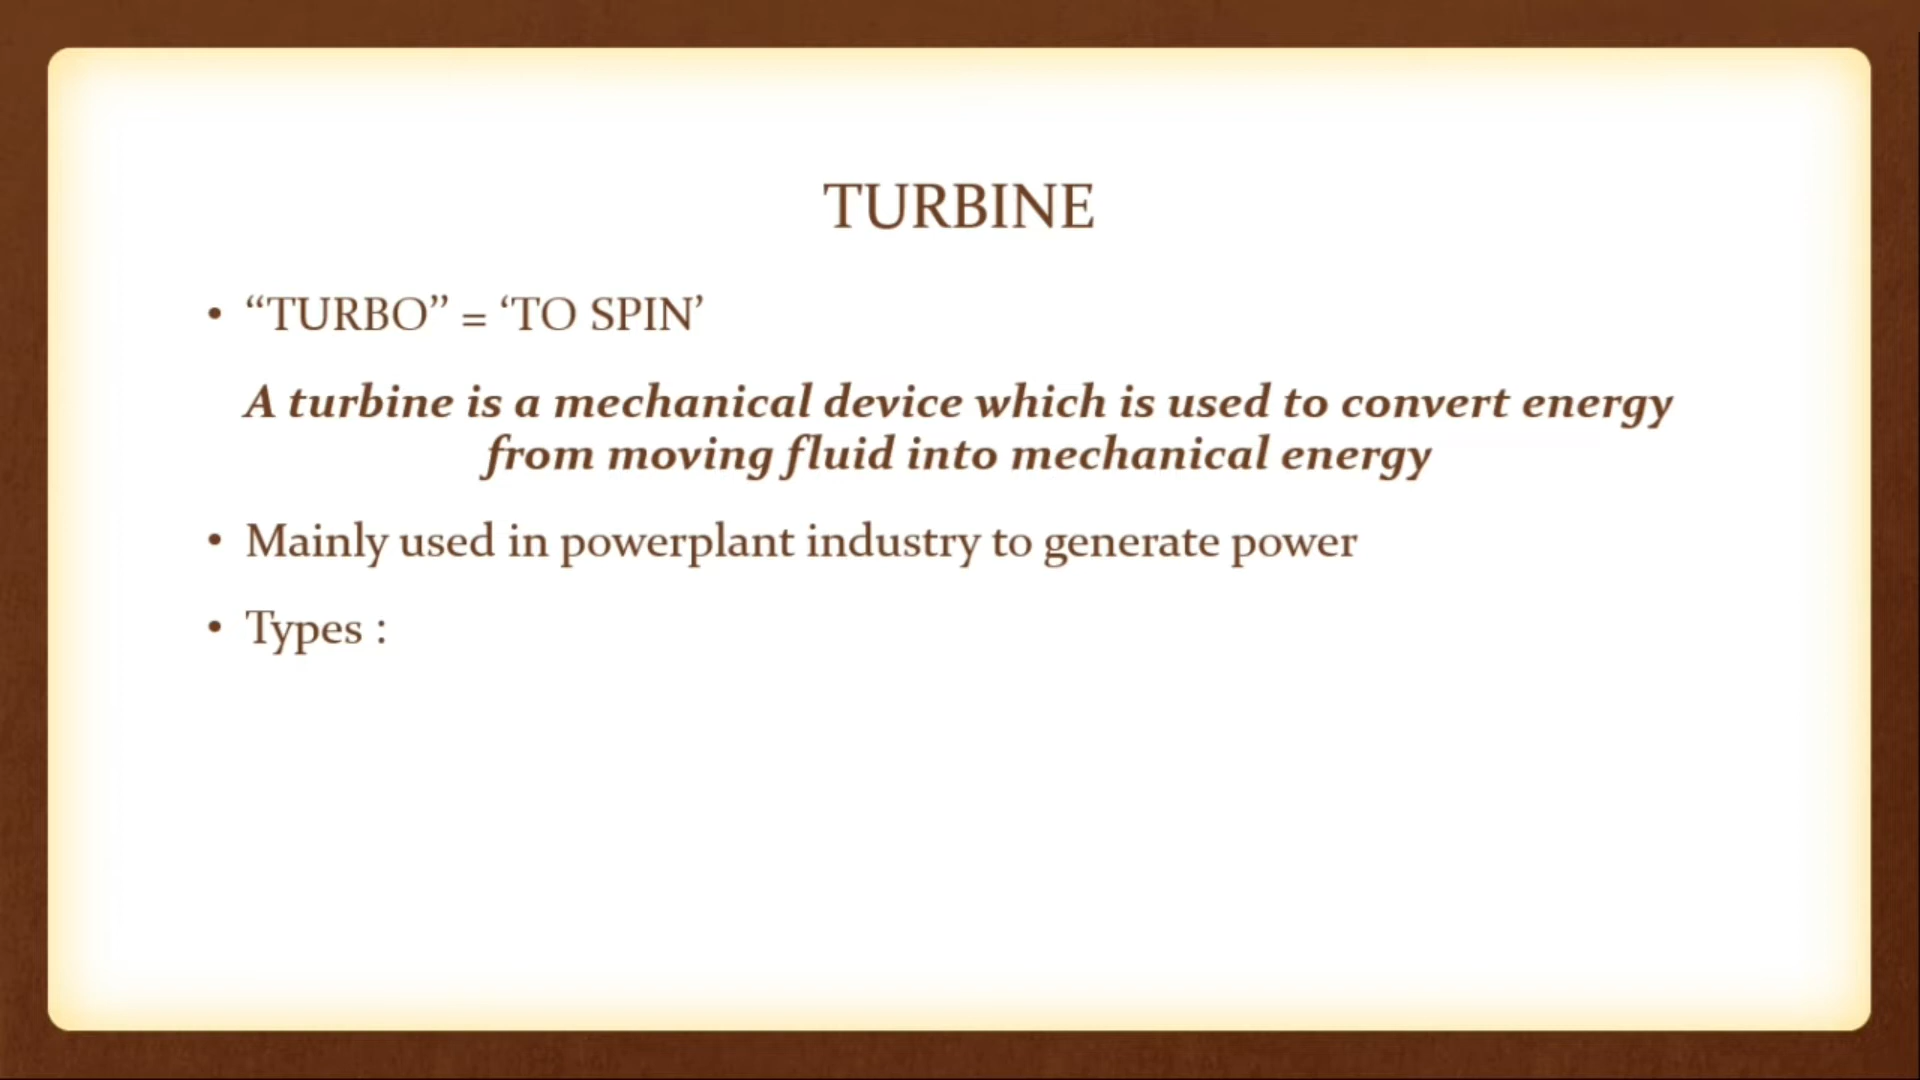 TURBINE
• “TURBO” = ‘TO SPIN’
A turbine is a mechanical device which is used to convert energy
from moving fluid into mechanical energy
• Mainly used in powerplant industry to generate power
• Types :